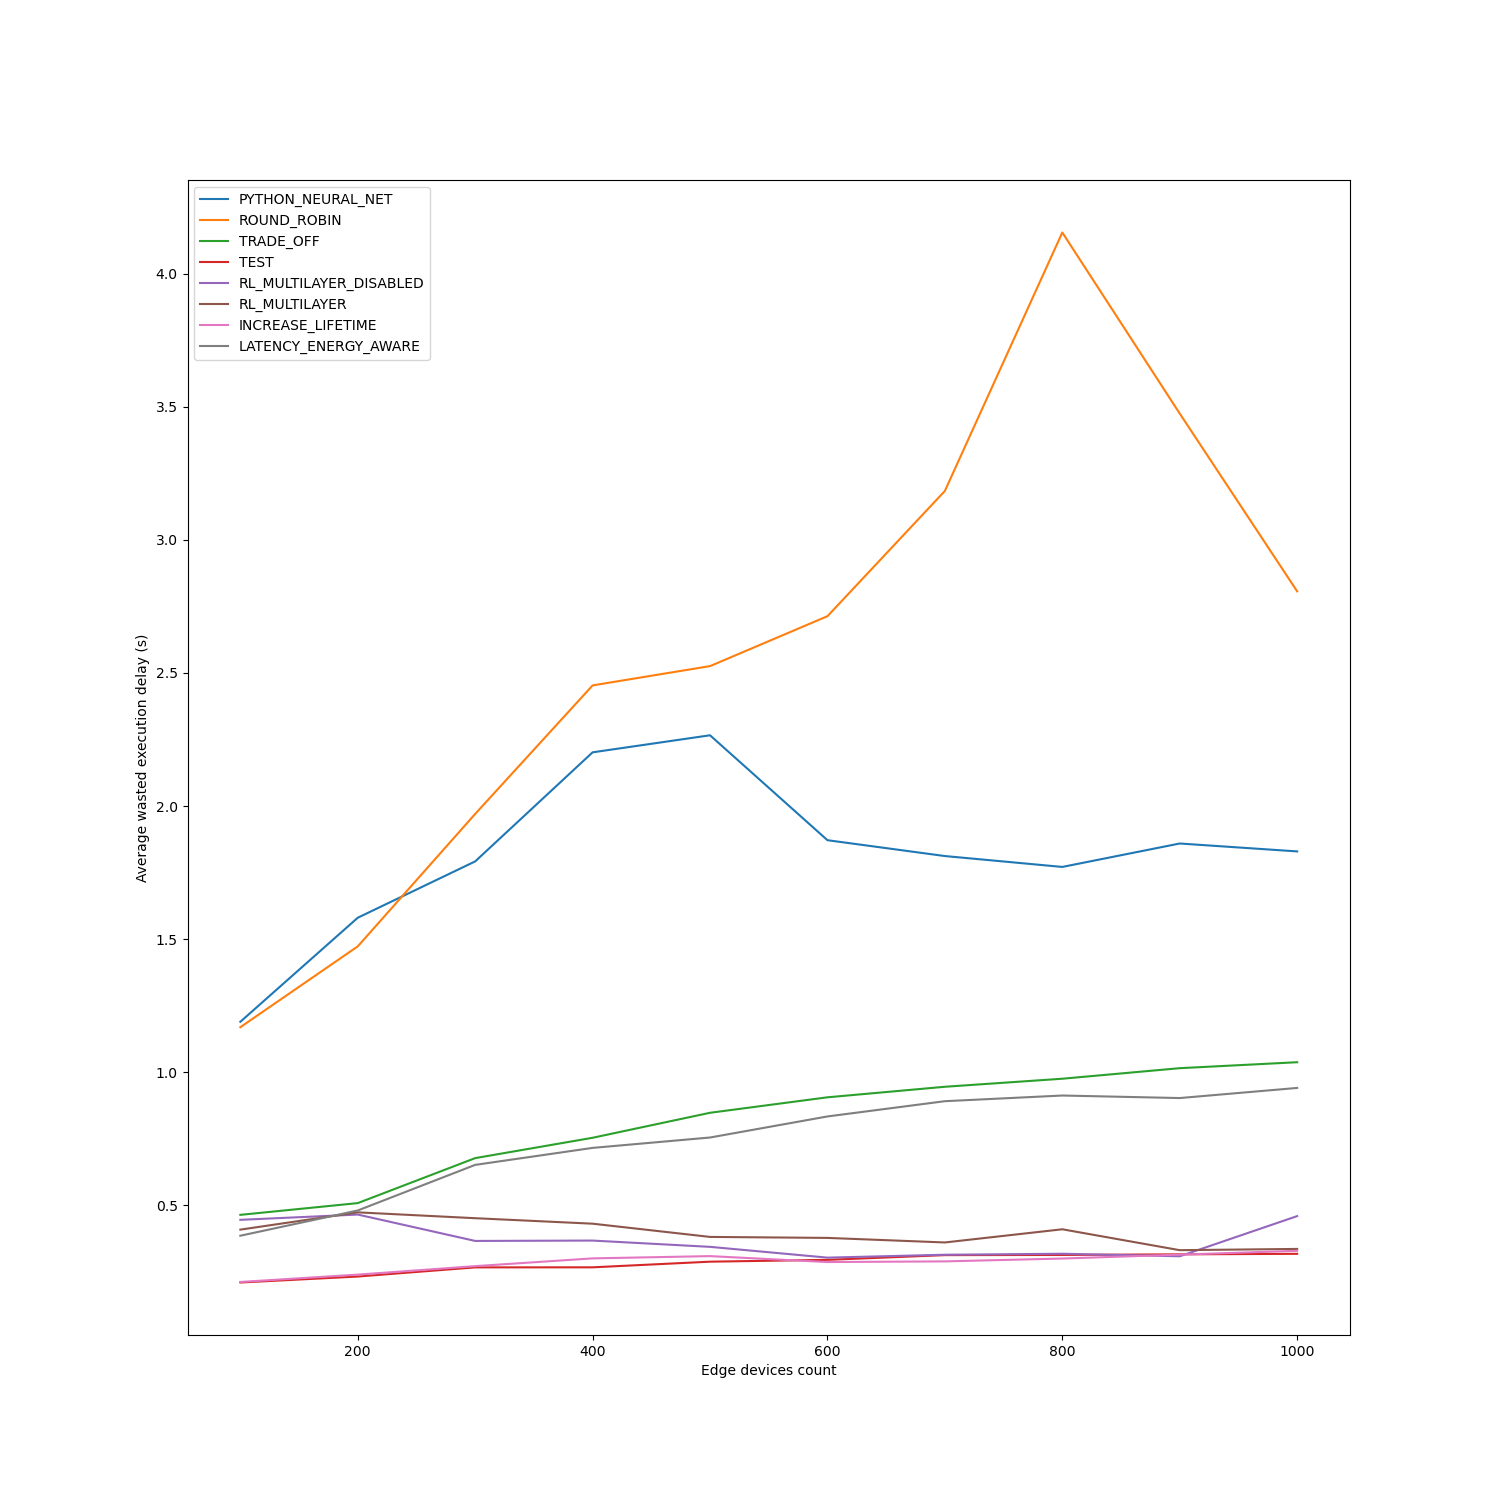 PYTHON_NEURAL_NET
ROUND_ROBIN
TRADE_OFF
TEST
RL_MULTILAYER_DISABLED
RL_MULTILAYER
INCREASE_LIFETIME
LATENCY_ENERGY_AWARE
4.0
3.5
3.0
2.5
2.0
1.5
1.0
0.5
Average wasted execution delay (s)
200 400 600 800 1000
Edge devices count